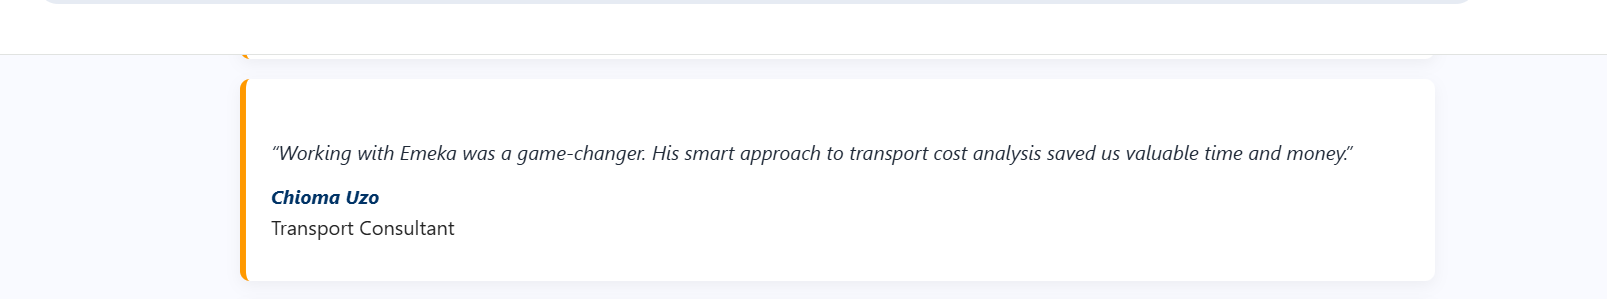 “Working with Emeka was a game-changer. His smart approach to transport cost analysis saved us valuable time and money.”
Chioma Uzo
Transport Consultant